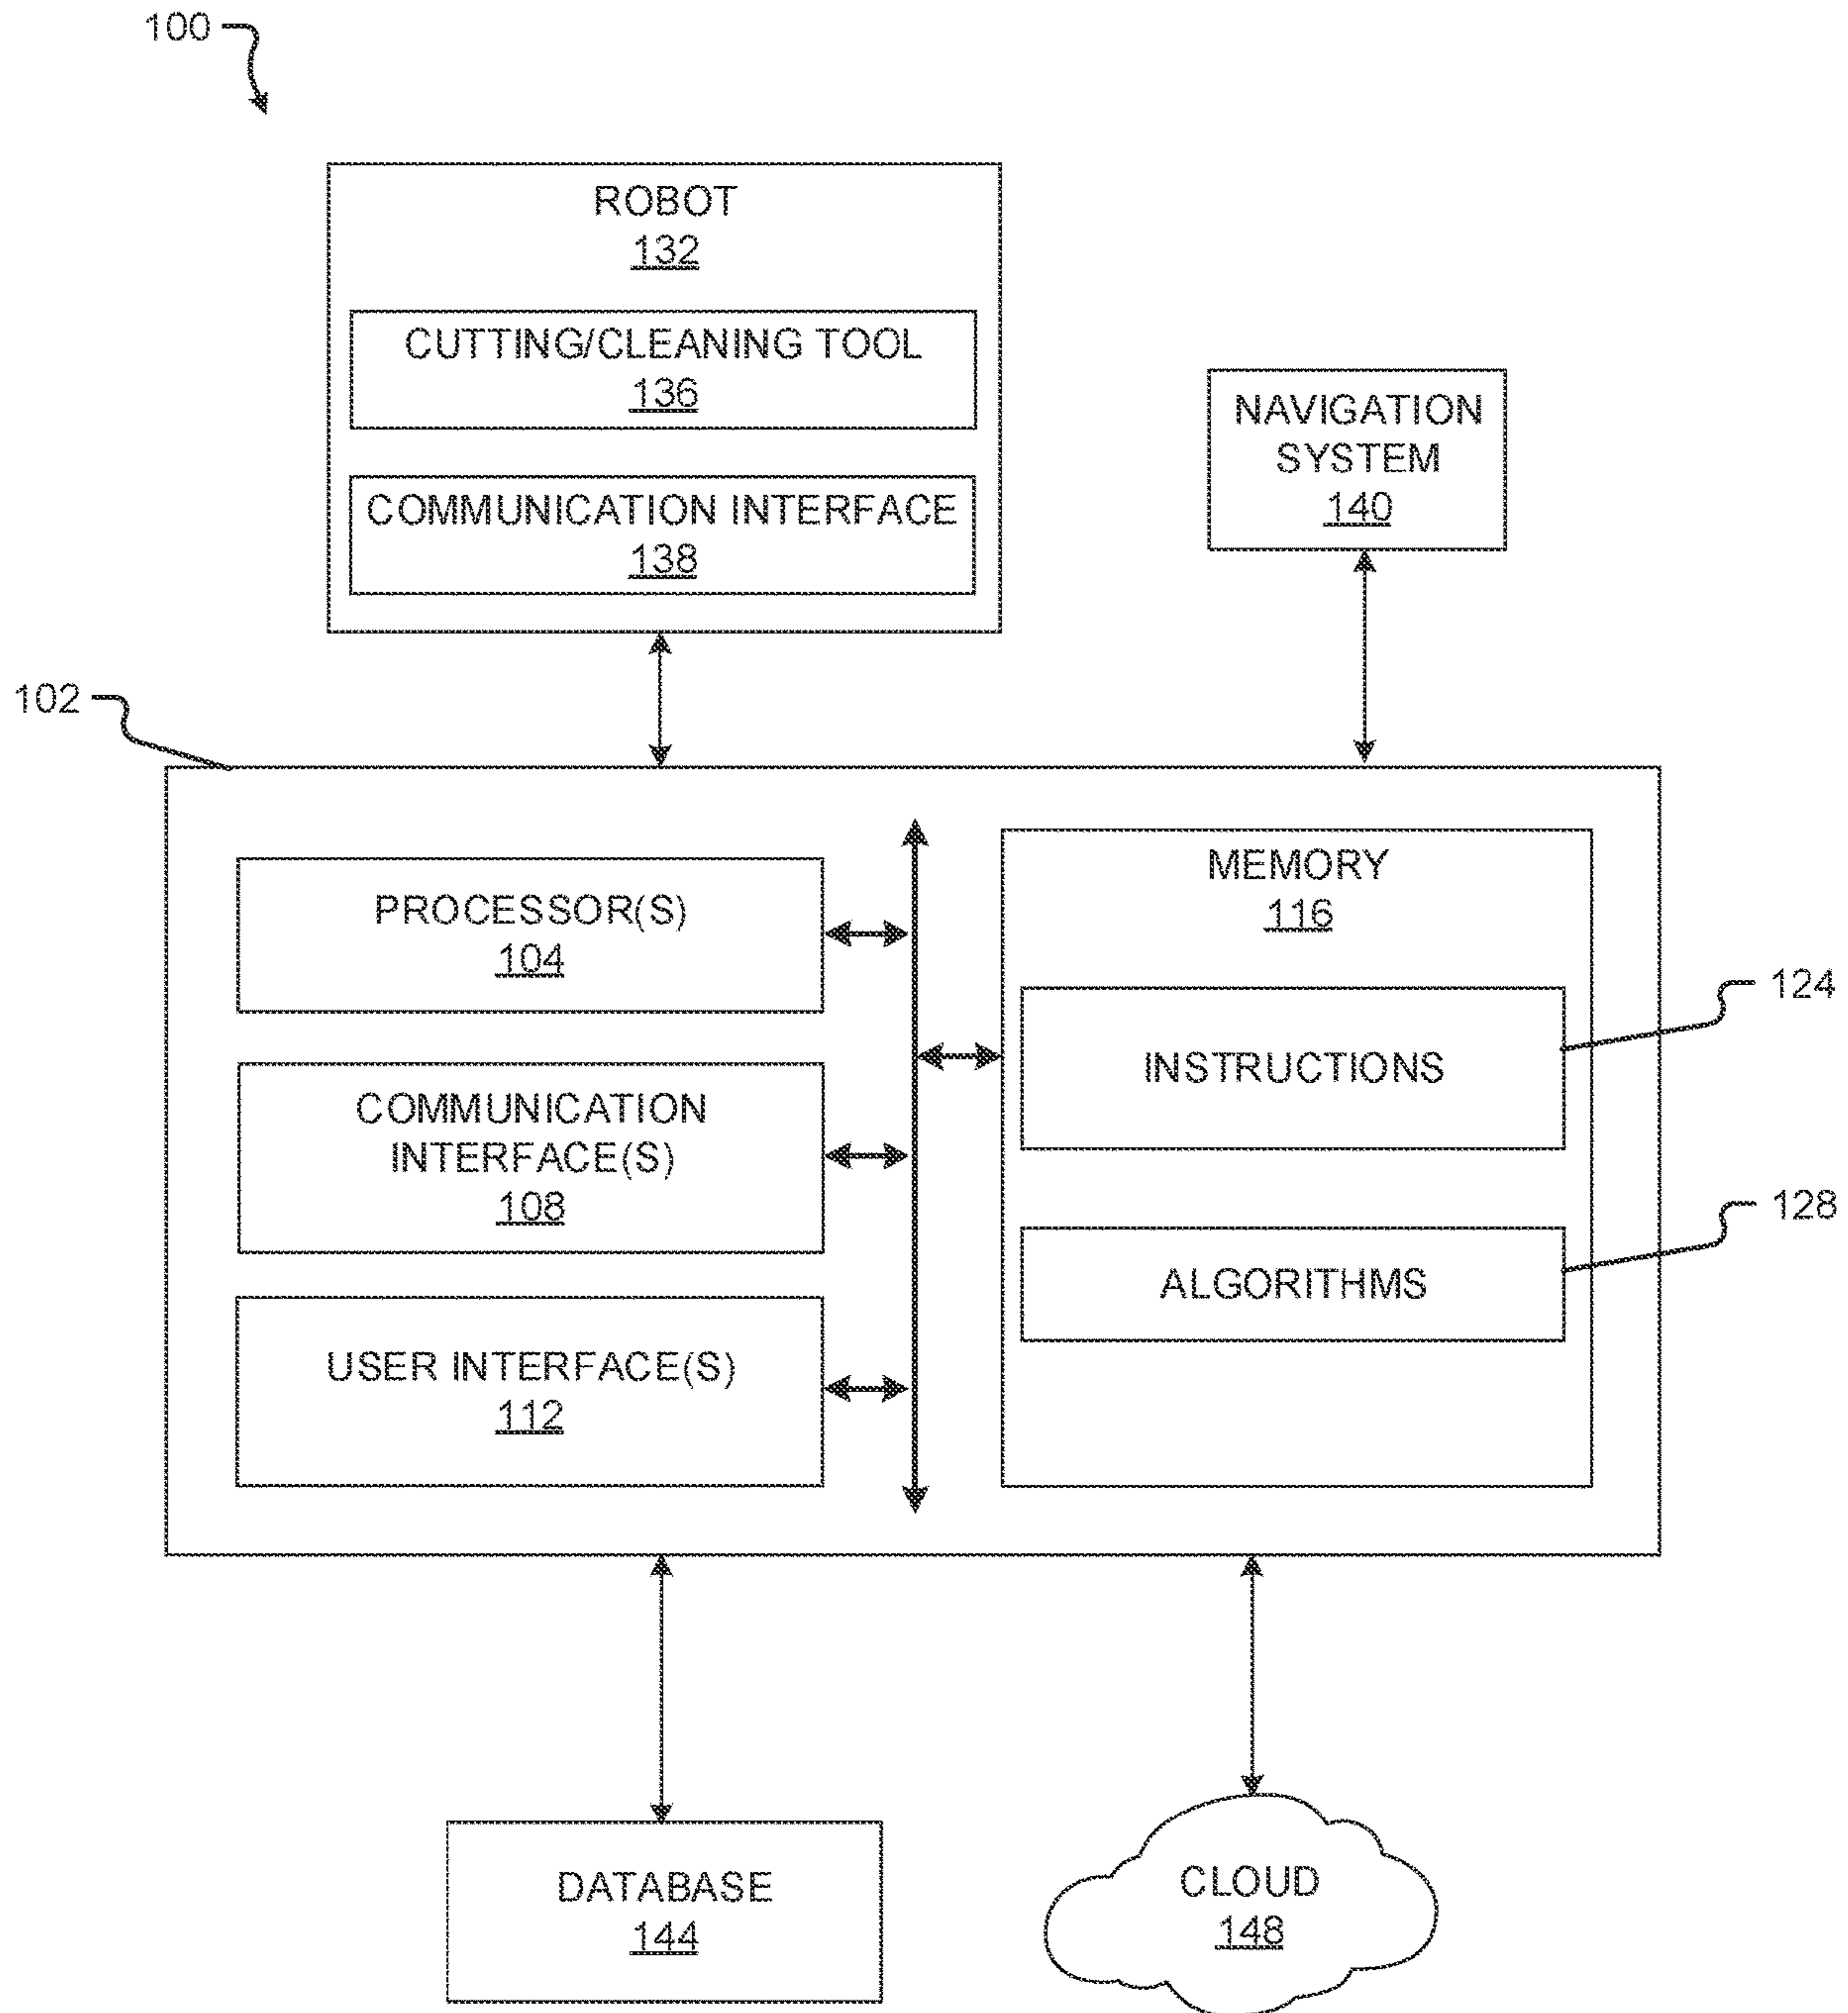 100
ROBOT
132
CUTTING/CLEANING TOOL
136
COMMUNICATION INTERFACE
138
NAVIGATION
SYSTEM
140
102
PROCESSOR(S)
104
COMMUNICATION
INTERFACE(S)
108
USER INTERFACE(S)
112
MEMORY
116
INSTRUCTIONS
124
ALGORITHMS
128
DATABASE
144
CLOUD
148